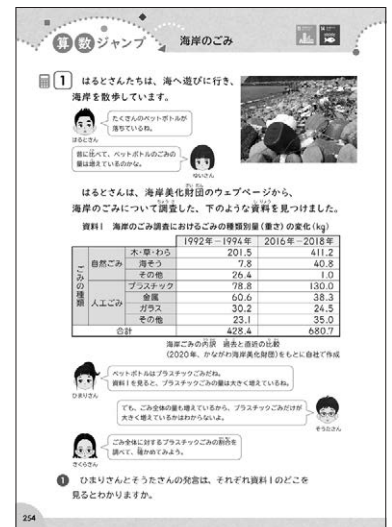 算数ジャンプ
海岸のごみ
1 はるとさんたちは、海へ遊びに行き、
海岸を散歩しています。
たくさんのペットボトルが
落ちているね。
はるとさん
昔に比べて、ペットボトルのごみの
量は増えているのかな。
ゆいさん
はるとさんは、海岸美化財団のウェブページから、
海岸のごみについて調査した、下のような資料を見つけました。
資料1 海岸のごみ調査におけるごみの種類別量(重さ)の変化(kg)
1992年−1994年 2016年−2018年
ごみの種類
自然ごみ
木・草・わら 201.5 411.2
海そう 7.8 40.8
その他 26.4 1.0
人工ごみ
プラスチック 78.8 130.0
金属 60.6 38.3
ガラス 30.2 24.5
その他 23.1 35.0
合計 428.4 680.7
海岸ごみの内訳 過去と直近の比較
(2020年、かながわ海岸美化財団)をもとに自社で作成
ペットボトルはプラスチックごみだね。
資料1を見ると、プラスチックごみの量は大きく増えているね。
ひまりさん
でも、ごみ全体の量も増えているから、プラスチックごみだけが
大きく増えているかはわからないよ。
そうたさん
ごみ全体に対するプラスチックごみの割合を
調べて、確かめてみよう。
さくらさん
1 ひまりさんとそうたさんの発言は、それぞれ資料1のどこを
見るとわかりますか。
254